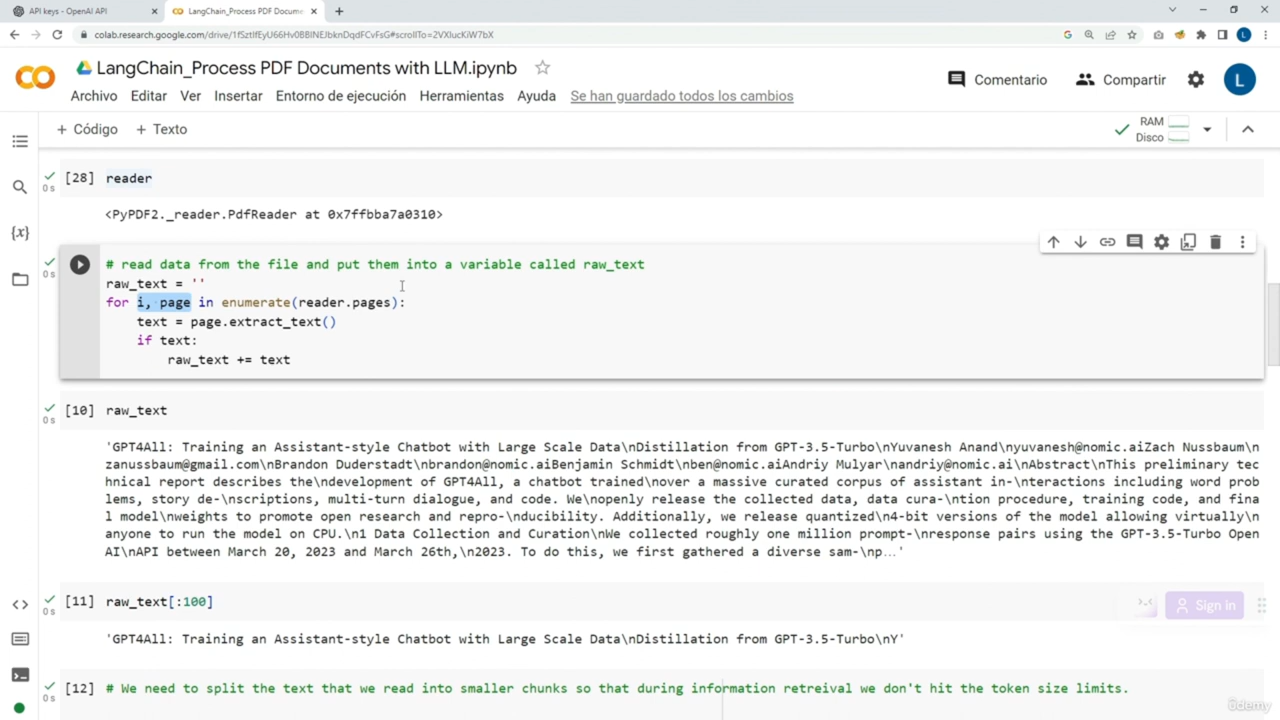 API keys - OpenAI API
LangChain_Process PDF Docume
colab.research.google.com/drive/1fSztlfEyU66Hv0BBINEJbknDqdFCvFsG#scrollTo=2VXIucKiW7bX
LangChain_Process PDF Documents with LLM.ipynb
Comentario
Compartir
L
Archivo Editar Ver Insertar Entorno de ejecución Herramientas Ayuda Se han guardado todos los cambios
+ Código + Texto
RAM
Disco
[28] reader
0 s
<PyPDF2._reader.PdfReader at 0x7ffbba7a0310>
# read data from the file and put them into a variable called raw_text
0 s
raw_text = ''
for i, page in enumerate(reader.pages):
text = page.extract_text()
if text:
raw_text += text
[10] raw_text
0 s
'GPT4All: Training an Assistant-style Chatbot with Large Scale Data\nDistillation from GPT-3.5-Turbo\nYuvanesh Anand\nyuvanesh@nomic.aiZach Nussbaum\n
zanussbaum@gmail.com\nBrandon Duderstadt\nbrandon@nomic.aiBenjamin Schmidt\nben@nomic.aiAndriy Mulyar\nandriy@nomic.ai\nAbstract\nThis preliminary tec
hnical report describes the\ndevelopment of GPT4All, a chatbot trained\nover a massive curated corpus of assistant in-\nteractions including word prob
lems, story de-\nscriptions, multi-turn dialogue, and code. We\nopenly release the collected data, data cura-\ntion procedure, training code, and fina
l model\nweights to promote open research and repro-\nducibility. Additionally, we release quantized\n4-bit versions of the model allowing virtually\n
anyone to run the model on CPU.\n1 Data Collection and Curation\nWe collected roughly one million prompt-\nresponse pairs using the GPT-3.5-Turbo Open
AI\nAPI between March 20, 2023 and March 26th,\n2023. To do this, we first gathered a diverse sam-\np…'
[11] raw_text[:100]
0 s
Sign in
'GPT4All: Training an Assistant-style Chatbot with Large Scale Data\nDistillation from GPT-3.5-Turbo\nY'
[12] # We need to split the text that we read into smaller chunks so that during information retreival we don't hit the token size limits.
0 s
ûdemy